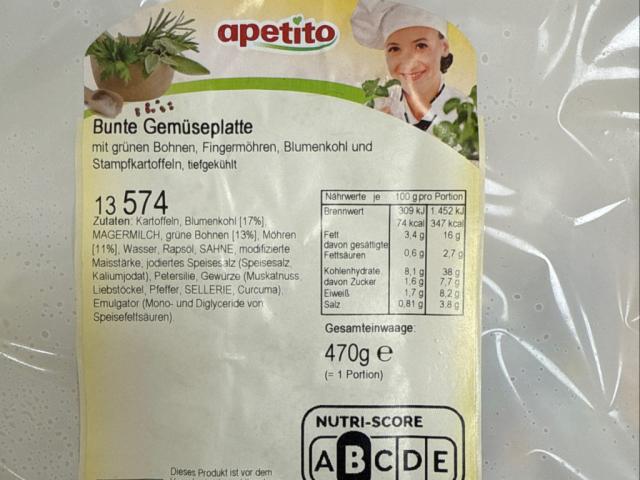 apetito
Bunte Gemüseplatte
mit grünen Bohnen, Fingermöhren, Blumenkohl und
Stampfkartoffeln, tiefgekühlt
13 574
Zutaten: Kartoffeln, Blumenkohl [17%],
MAGERMILCH, grüne Bohnen [13%], Möhren
[11%], Wasser, Rapsöl, SAHNE, modifizierte
Maisstärke, jodiertes Speisesalz (Speisesalz,
Kaliumjodat), Petersilie, Gewürze (Muskatnuss,
Liebstöckel, Pfeffer, SELLERIE, Curcuma),
Emulgator (Mono- und Diglyceride von
Speisefettsäuren).
Nährwerte je 100 g pro Portion
Brennwert 309 kJ 1.452 kJ
74 kcal 347 kcal
Fett 3,4 g 16 g
davon gesättigte
Fettsäuren 0,6 g 2,7 g
Kohlenhydrate 8,1 g 38 g
davon Zucker 1,6 g 7,7 g
Eiweiß 1,7 g 8,2 g
Salz 0,81 g 3,8 g
Gesamteinwaage:
470g e
(= 1 Portion)
NUTRI-SCORE
A B C D E
Dieses Produkt ist vor dem